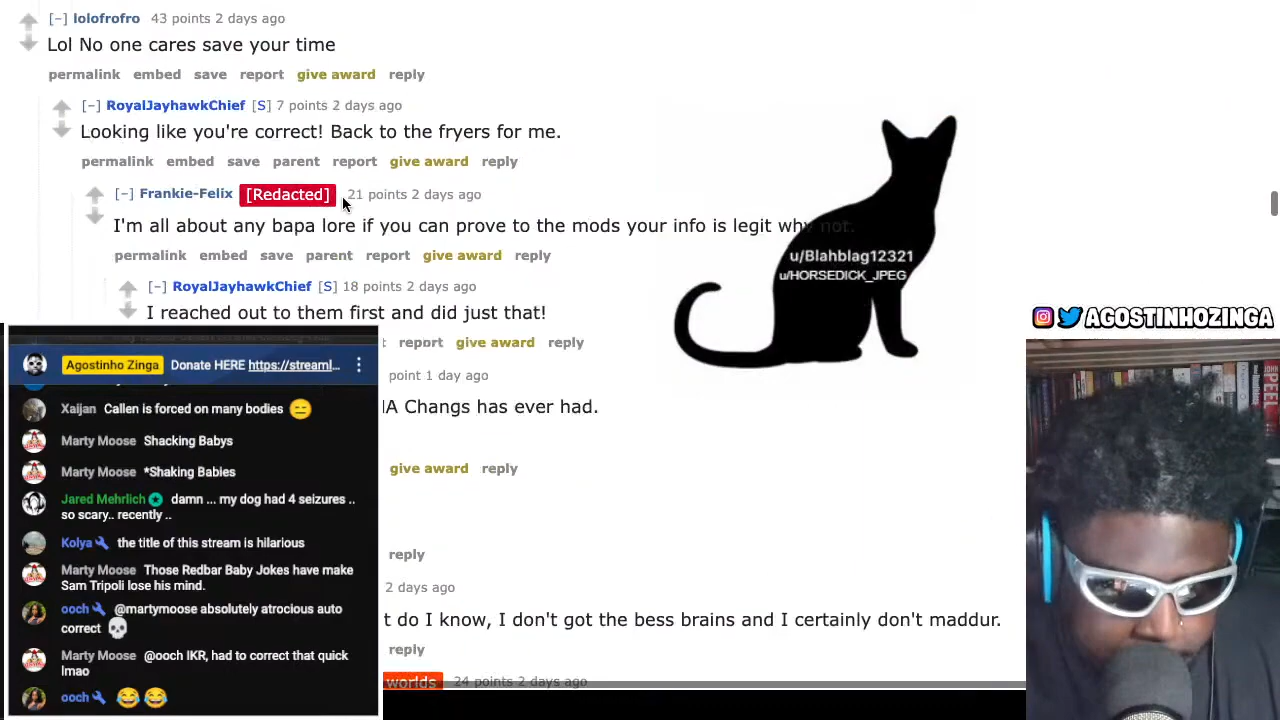 [–] lolofrofro 43 points 2 days ago
Lol No one cares save your time
permalink embed save report give award reply
[–] RoyalJayhawkChief [S] 7 points 2 days ago
Looking like you're correct! Back to the fryers for me.
permalink embed save parent report give award reply
[–] Frankie-Felix [Redacted] 21 points 2 days ago
I'm all about any bapa lore if you can prove to the mods your info is legit why not.
permalink embed save parent report give award reply
[–] RoyalJayhawkChief [S] 18 points 2 days ago
I reached out to them first and did just that!
report give award reply
point 1 day ago
Changs has ever had.
give award reply
reply
2 days ago
do I know, I don't got the bess brains and I certainly don't maddur.
reply
worlds 24 points 2 days ago
u/Blahblag12321
u/HORSEDICK_JPEG
AGOSTINHOZINGA
Agostinho Zinga Donate HERE https://streaml...
Xaijan Callen is forced on many bodies 😑
Marty Moose Shacking Babys
Marty Moose *Shaking Babies
Jared Mehrlich damn ... my dog had 4 seizures ..
so scary.. recently ..
Kolya the title of this stream is hilarious
Marty Moose Those Redbar Baby Jokes have make
Sam Tripoli lose his mind.
ooch @martymoose absolutely atrocious auto
correct 💀
Marty Moose @ooch IKR, had to correct that quick
lmao
ooch 😂😂